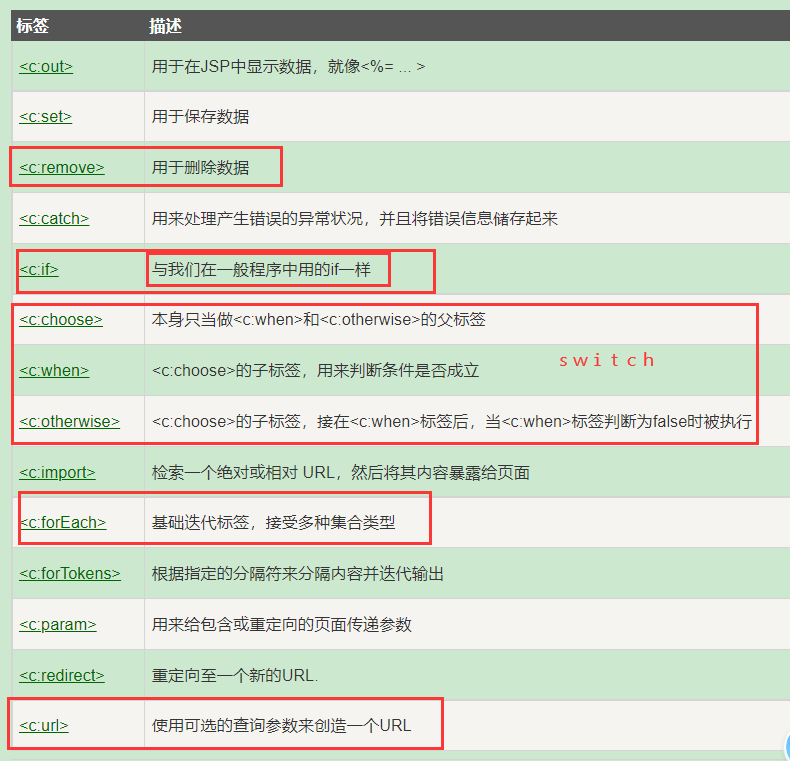 标签 描述
<c:out> 用于在JSP中显示数据，就像<%= ... >
<c:set> 用于保存数据
<c:remove> 用于删除数据
<c:catch> 用来处理产生错误的异常状况，并且将错误信息储存起来
<c:if> 与我们在一般程序中用的if一样
<c:choose> 本身只当做<c:when>和<c:otherwise>的父标签
<c:when> <c:choose>的子标签，用来判断条件是否成立
switch
<c:otherwise> <c:choose>的子标签，接在<c:when>标签后，当<c:when>标签判断为false时被执行
<c:import> 检索一个绝对或相对 URL，然后将其内容暴露给页面
<c:forEach> 基础迭代标签，接受多种集合类型
<c:forTokens> 根据指定的分隔符来分隔内容并迭代输出
<c:param> 用来给包含或重定向的页面传递参数
<c:redirect> 重定向至一个新的URL.
<c:url> 使用可选的查询参数来创造一个URL